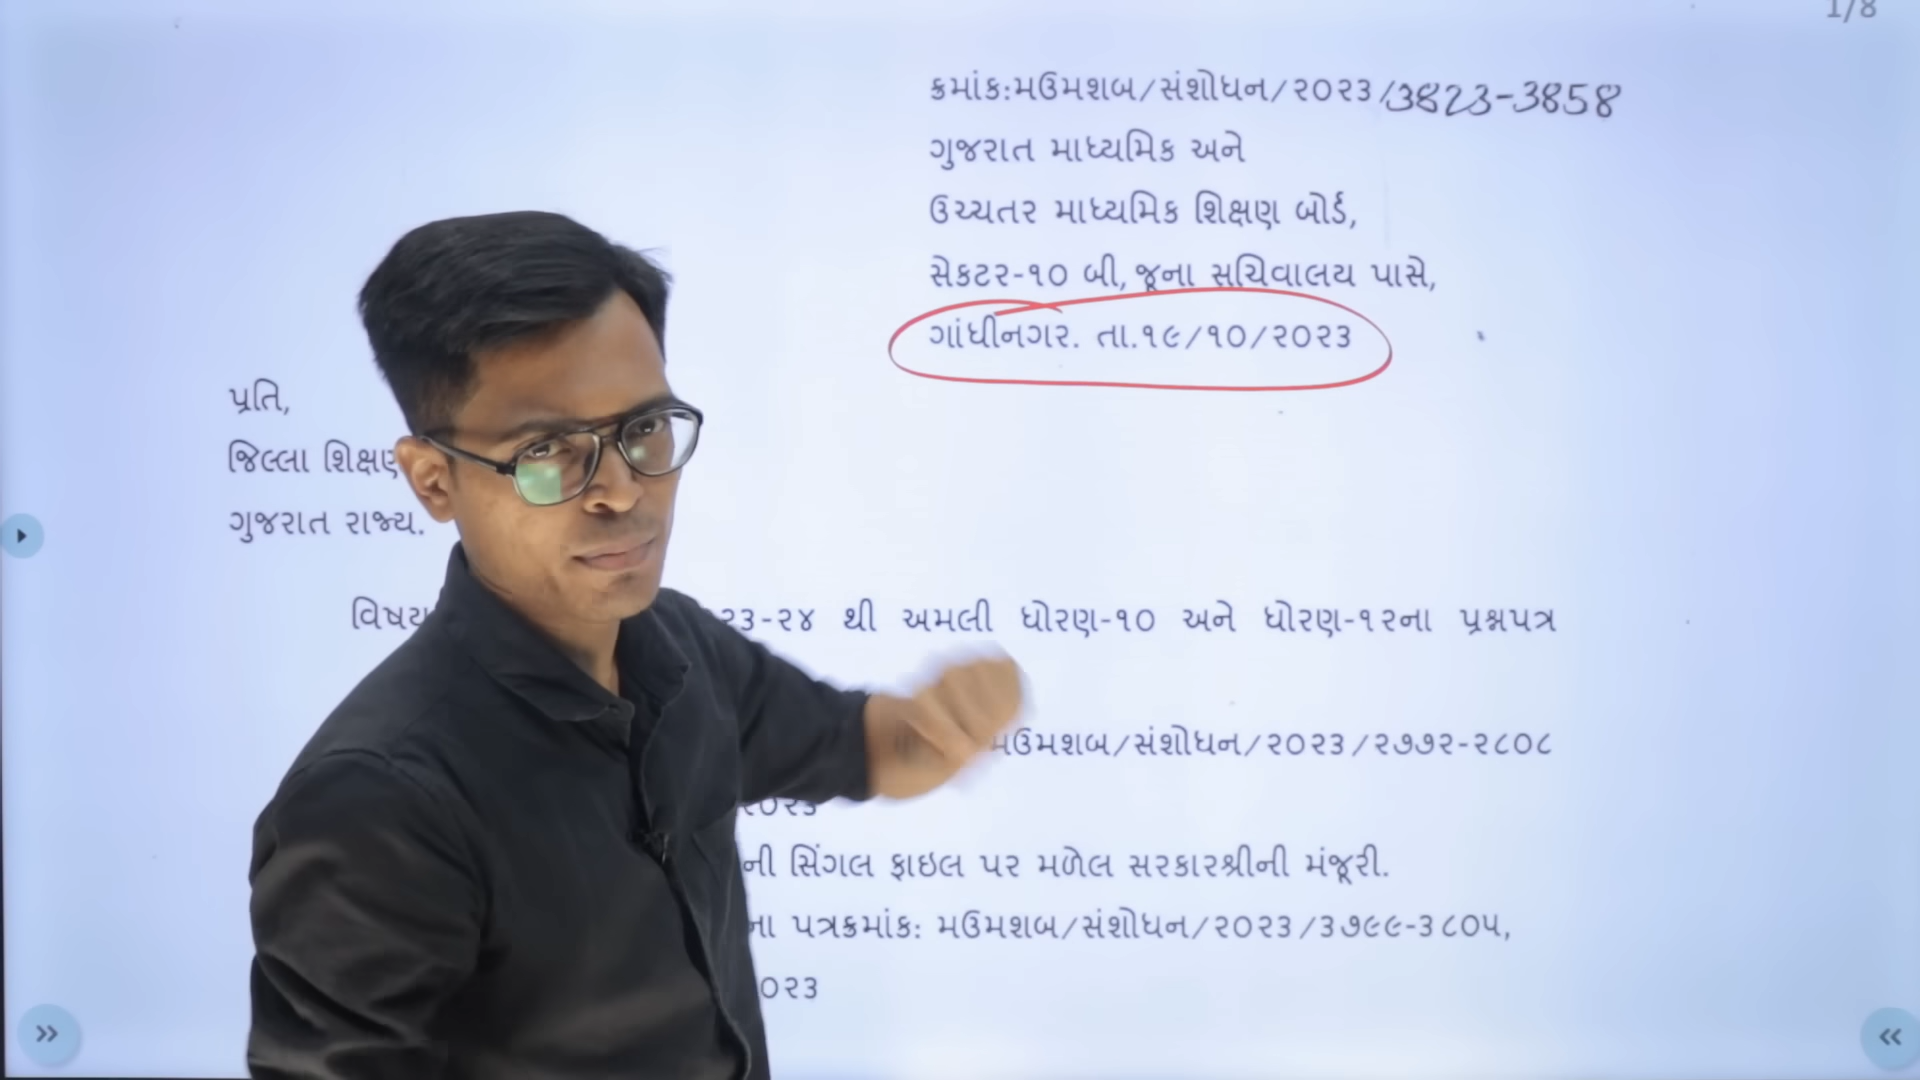 1/8
ક્રમાંક:મઉમશબ/સંશોધન/૨૦૨૩/3823-3858
ગુજરાત માધ્યમિક અને
ઉચ્ચતર માધ્યમિક શિક્ષણ બોર્ડ,
સેકટર-૧૦ બી, જૂના સચિવાલય પાસે,
ગાંધીનગર. તા.૧૯/૧૦/૨૦૨૩
પ્રતિ,
જિલ્લા શિક્ષણ
ગુજરાત રાજ્ય.
વિષય ૨૩-૨૪ થી અમલી ધોરણ-૧૦ અને ધોરણ-૧૨ના પ્રશ્નપત્ર
મઉમશબ/સંશોધન/૨૦૨૩/૨૭૭૨-૨૮૦૮
૨૦૨૩
ની સિંગલ ફાઇલ પર મળેલ સરકારશ્રીની મંજૂરી.
ના પત્રક્રમાંક: મઉમશબ/સંશોધન/૨૦૨૩/૩૭૯૯-૩૮૦૫,
૦૨૩